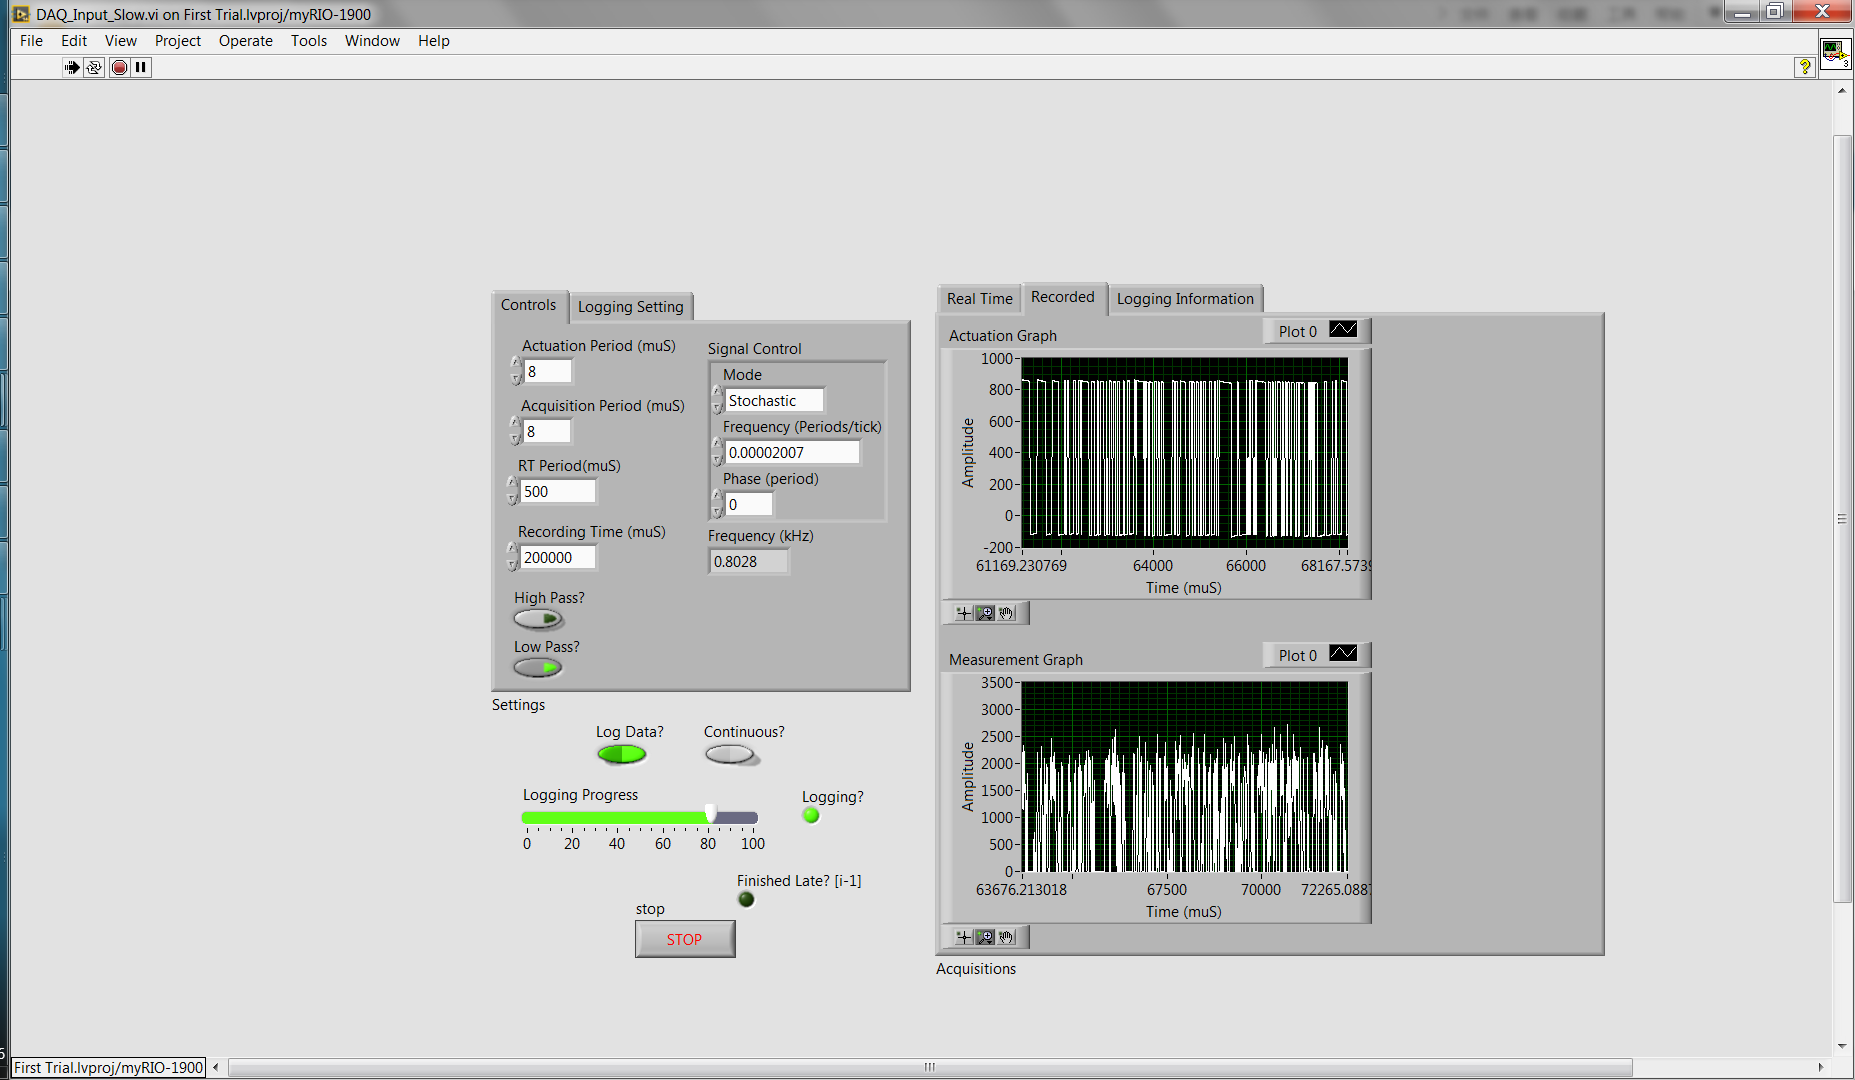 DAQ_Input_Slow.vi on First Trial.lvproj/myRIO-1900
File Edit View Project Operate Tools Window Help
?
3
Controls Logging Setting
Actuation Period (muS)
8
Acquisition Period (muS)
8
RT Period(muS)
500
Recording Time (muS)
200000
High Pass?
Low Pass?
Signal Control
Mode
Stochastic
Frequency (Periods/tick)
0.00002007
Phase (period)
0
Frequency (kHz)
0.8028
Settings
Log Data?
Continuous?
Logging Progress
0 20 40 60 80 100
Logging?
Finished Late? [i-1]
stop
STOP
Real Time Recorded Logging Information
Actuation Graph
Plot 0
1000
800
600
400
200
0
-200
Amplitude
61169.230769 64000 66000 68167.573
Time (muS)
Measurement Graph
Plot 0
3500
3000
2500
2000
1500
1000
500
0
Amplitude
63676.213018 67500 70000 72265.088
Time (muS)
Acquisitions
First Trial.lvproj/myRIO-1900